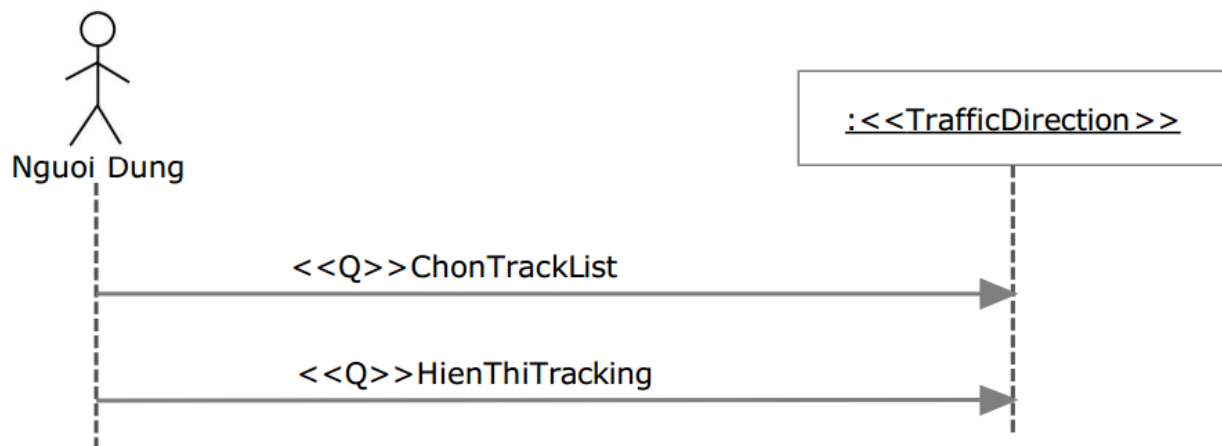 Nguoi Dung
:<<TrafficDirection>>
<<Q>>ChonTrackList
<<Q>>HienThiTracking